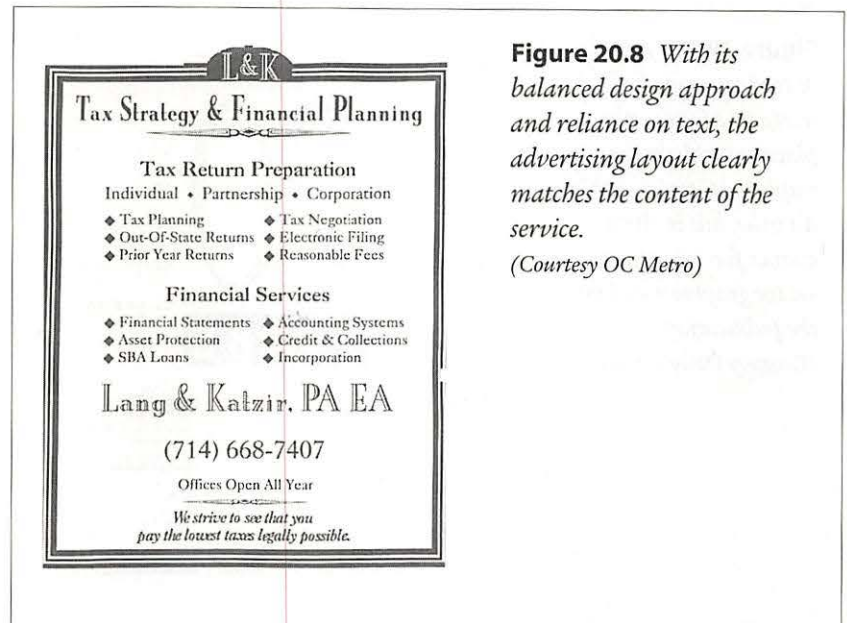 L&K
Tax Strategy & Financial Planning
Tax Return Preparation
Individual • Partnership • Corporation
◆ Tax Planning ◆ Tax Negotiation
◆ Out-Of-State Returns ◆ Electronic Filing
◆ Prior Year Returns ◆ Reasonable Fees
Financial Services
◆ Financial Statements ◆ Accounting Systems
◆ Asset Protection ◆ Credit & Collections
◆ SBA Loans ◆ Incorporation
Lang & Katzir, PA EA
(714) 668-7407
Offices Open All Year
We strive to see that you
pay the lowest taxes legally possible.
Figure 20.8 With its
balanced design approach
and reliance on text, the
advertising layout clearly
matches the content of the
service.
(Courtesy OC Metro)